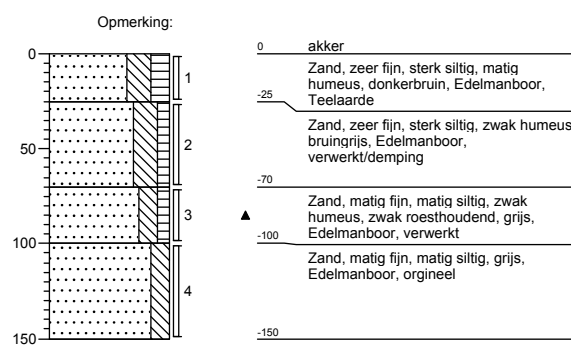 Opmerking:
0
50
100
150
1
2
3
4
0 akker
Zand, zeer fijn, sterk siltig, matig
humeus, donkerbruin, Edelmanboor,
Teelaarde
-25
Zand, zeer fijn, sterk siltig, zwak humeus
bruingrijs, Edelmanboor,
verwerkt/demping
-70
Zand, matig fijn, matig siltig, zwak
humeus, zwak roesthoudend, grijs,
Edelmanboor, verwerkt
-100
Zand, matig fijn, matig siltig, grijs,
Edelmanboor, orgineel
-150